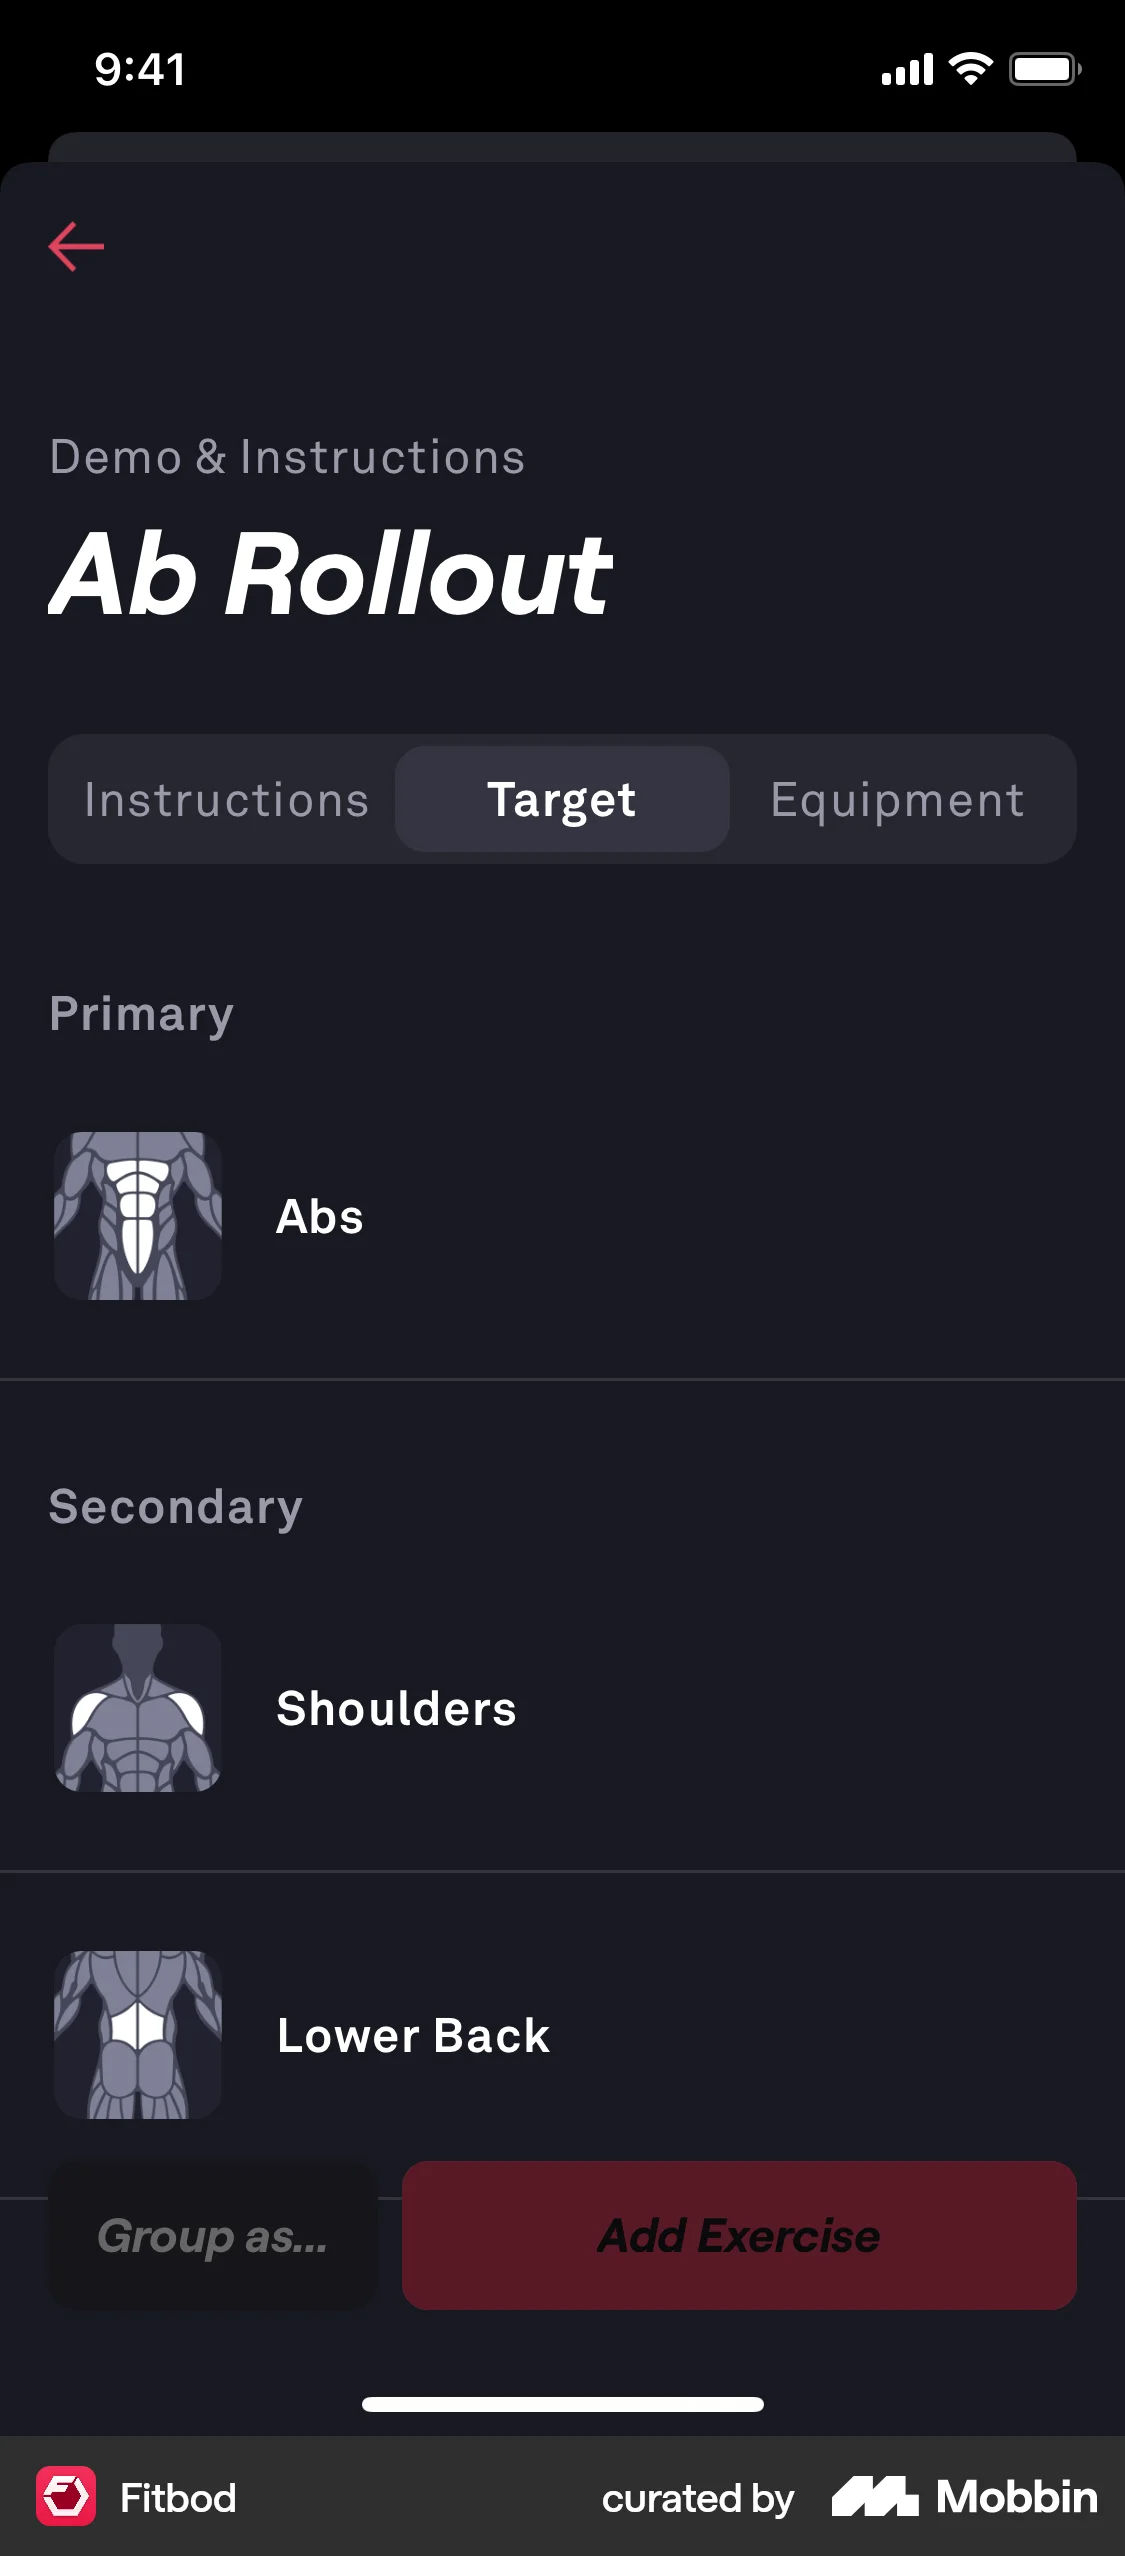 9:41
Demo & Instructions
Ab Rollout
Instructions Target Equipment
Primary
Abs
Secondary
Shoulders
Lower Back
Group as... Add Exercise
Fitbod curated by Mobbin